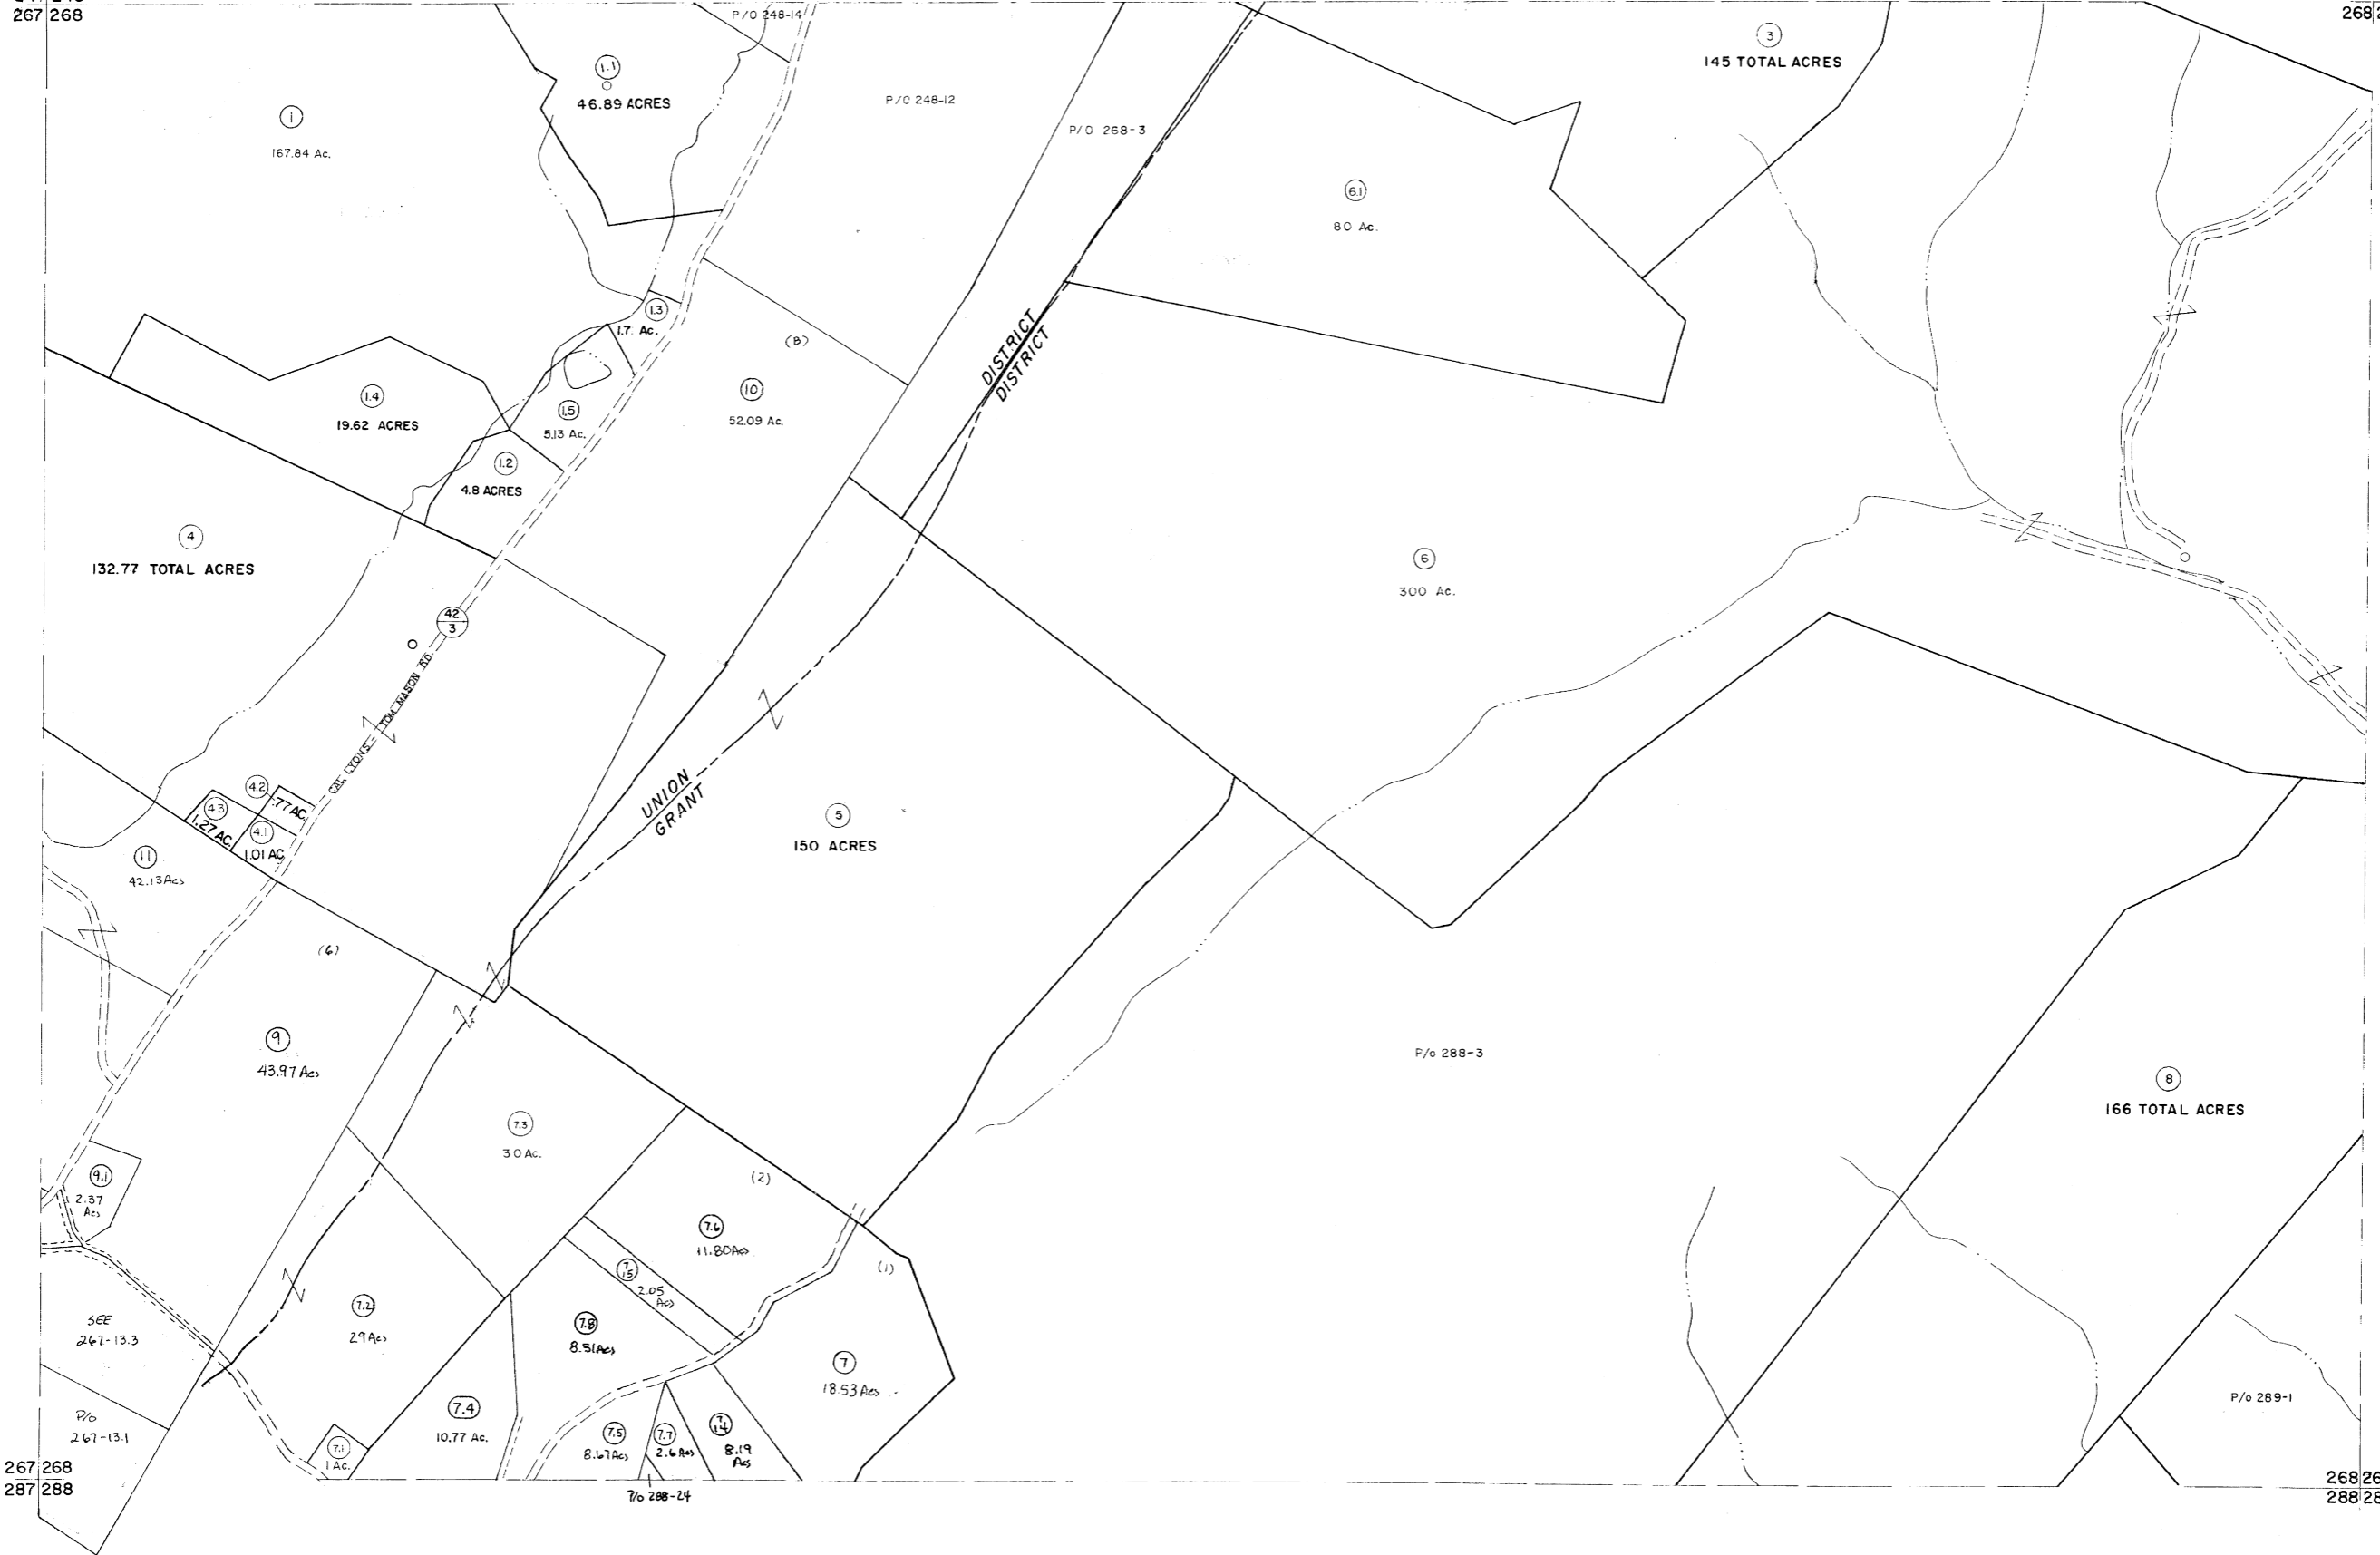 267 268
P/O 248-14
3
145 TOTAL ACRES
1.1
46.89 ACRES
P/O 248-12
1
167.84 Ac.
P/O 268-3
6.1
80 Ac.
1.3
1.7 Ac.
(8)
DISTRICT
DISTRICT
1.4
19.62 ACRES
10
52.09 Ac.
1.5
5.13 Ac.
1.2
4.8 ACRES
4
132.77 TOTAL ACRES
6
300 Ac.
42
3
CAL LYONS - TOM MASON RD.
UNION
GRANT
4.2
.77 AC.
4.3
1.27 AC.
4.1
1.01 AC
5
150 ACRES
11
42.13 Acs
(6)
9
43.97 Acs
P/o 288-3
8
166 TOTAL ACRES
7.3
30 Ac.
9.1
2.37
Acs
(2)
7.6
11.80 Acs
(1)
7
15
2.05
Acs
7.2
29 Acs
7.8
8.51 Acs
SEE
267-13.3
7
18.53 Acs
P/o 289-1
P/o
267-13.1
7.4
10.77 Ac.
7.5
8.67 Acs
7.7
2.6 Acs
7
14
8.19
Acs
7.1
1 Ac.
267 268
287 288
P/o 288-24
268 26
288 28